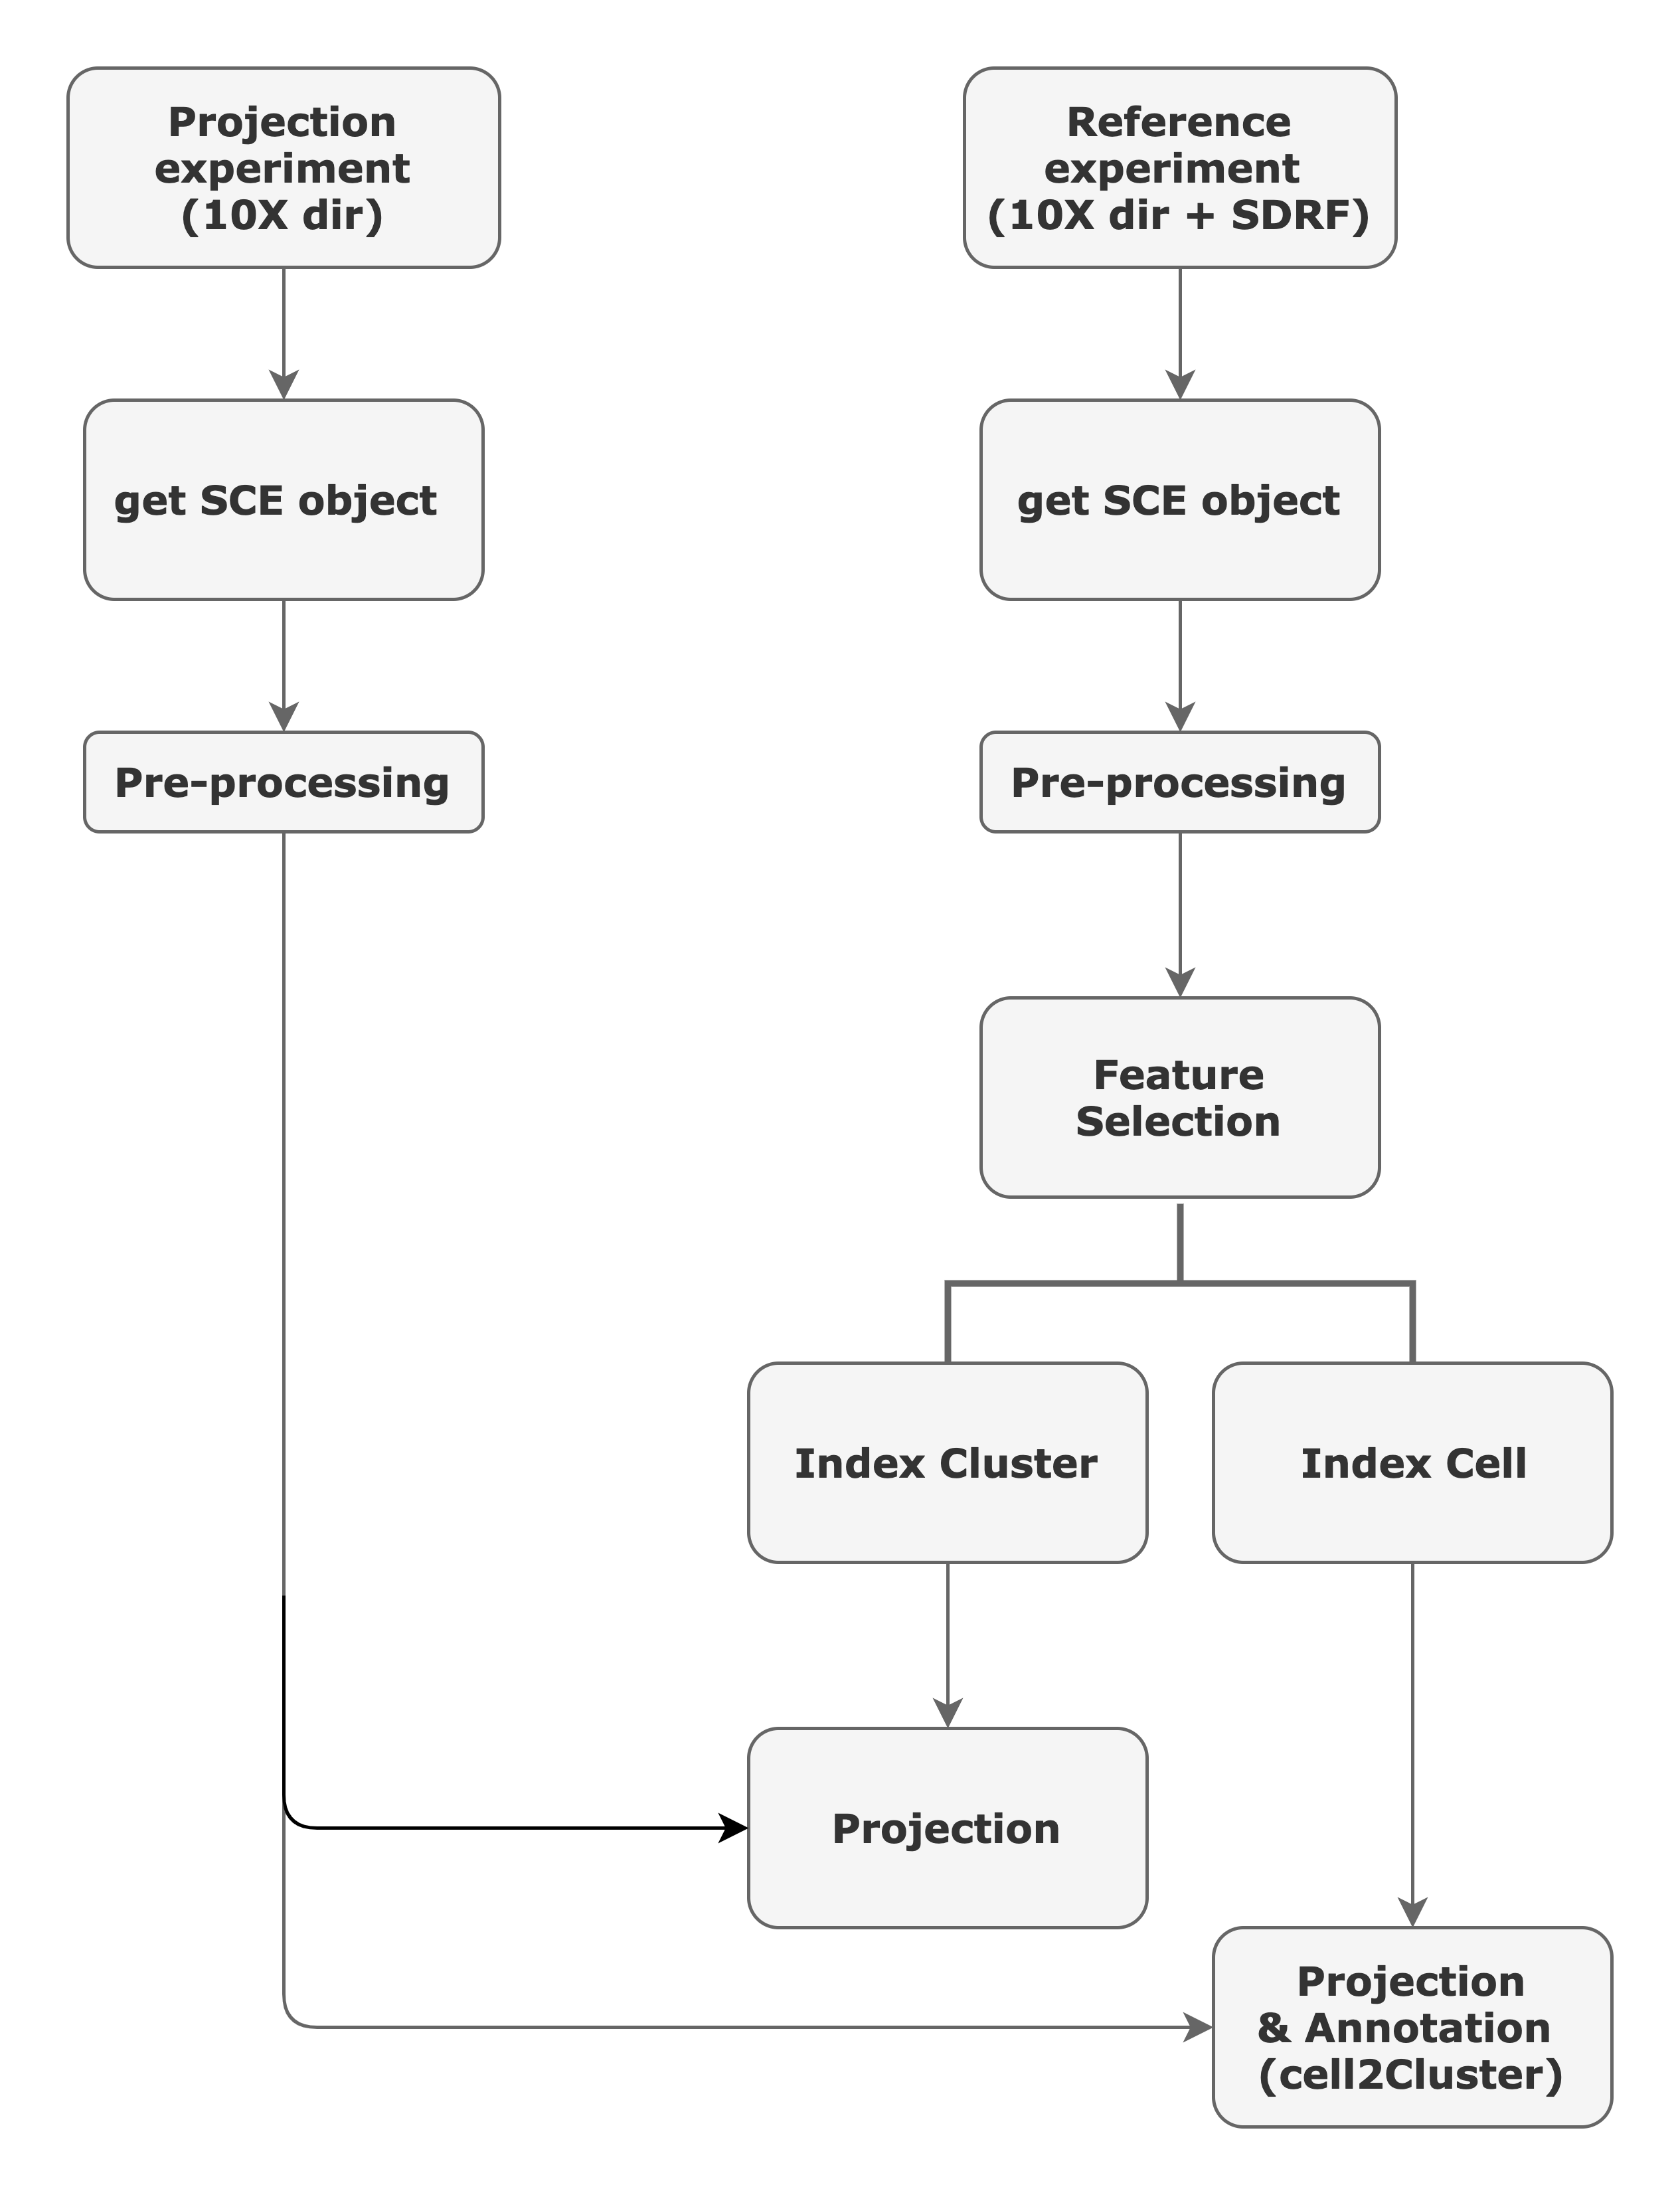 Projection
experiment
(10X dir)
Reference
experiment
(10X dir + SDRF)
get SCE object
get SCE object
Pre-processing
Pre-processing
Feature
Selection
Index Cluster
Index Cell
Projection
Projection
& Annotation
(cell2Cluster)